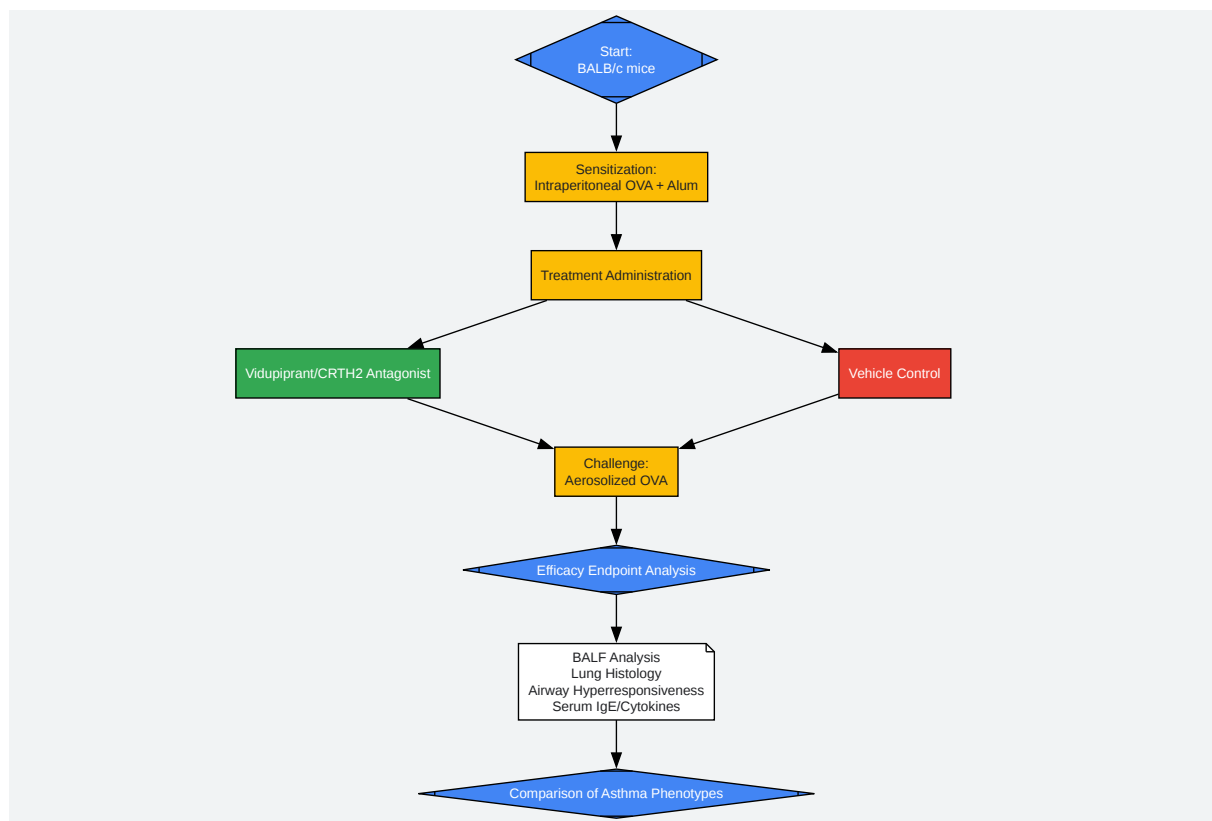 Start:
BALB/c mice
Sensitization:
Intraperitoneal OVA + Alum
Treatment Administration
Vidupiprant/CRTH2 Antagonist
Vehicle Control
Challenge:
Aerosolized OVA
Efficacy Endpoint Analysis
BALF Analysis
Lung Histology
Airway Hyperresponsiveness
Serum IgE/Cytokines
Comparison of Asthma Phenotypes